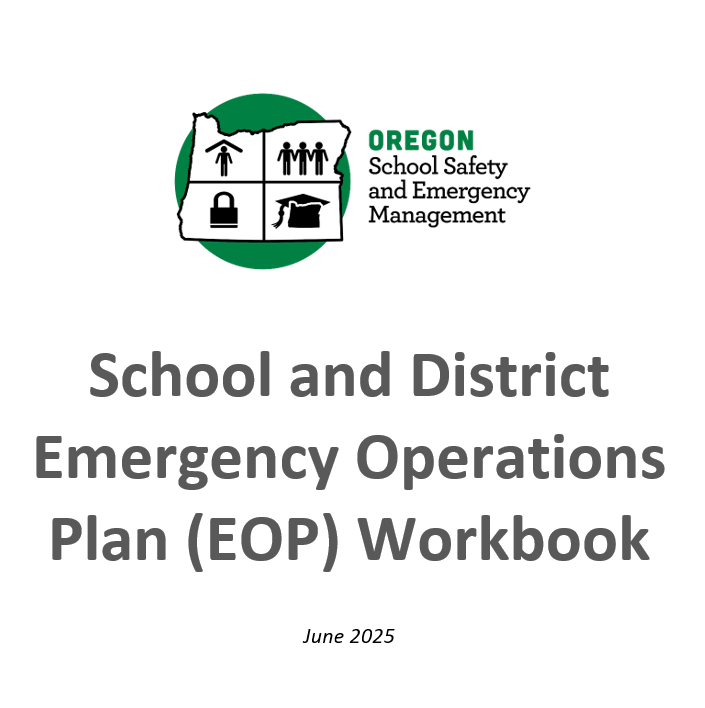 OREGON
School Safety
and Emergency
Management
School and District
Emergency Operations
Plan (EOP) Workbook
June 2025